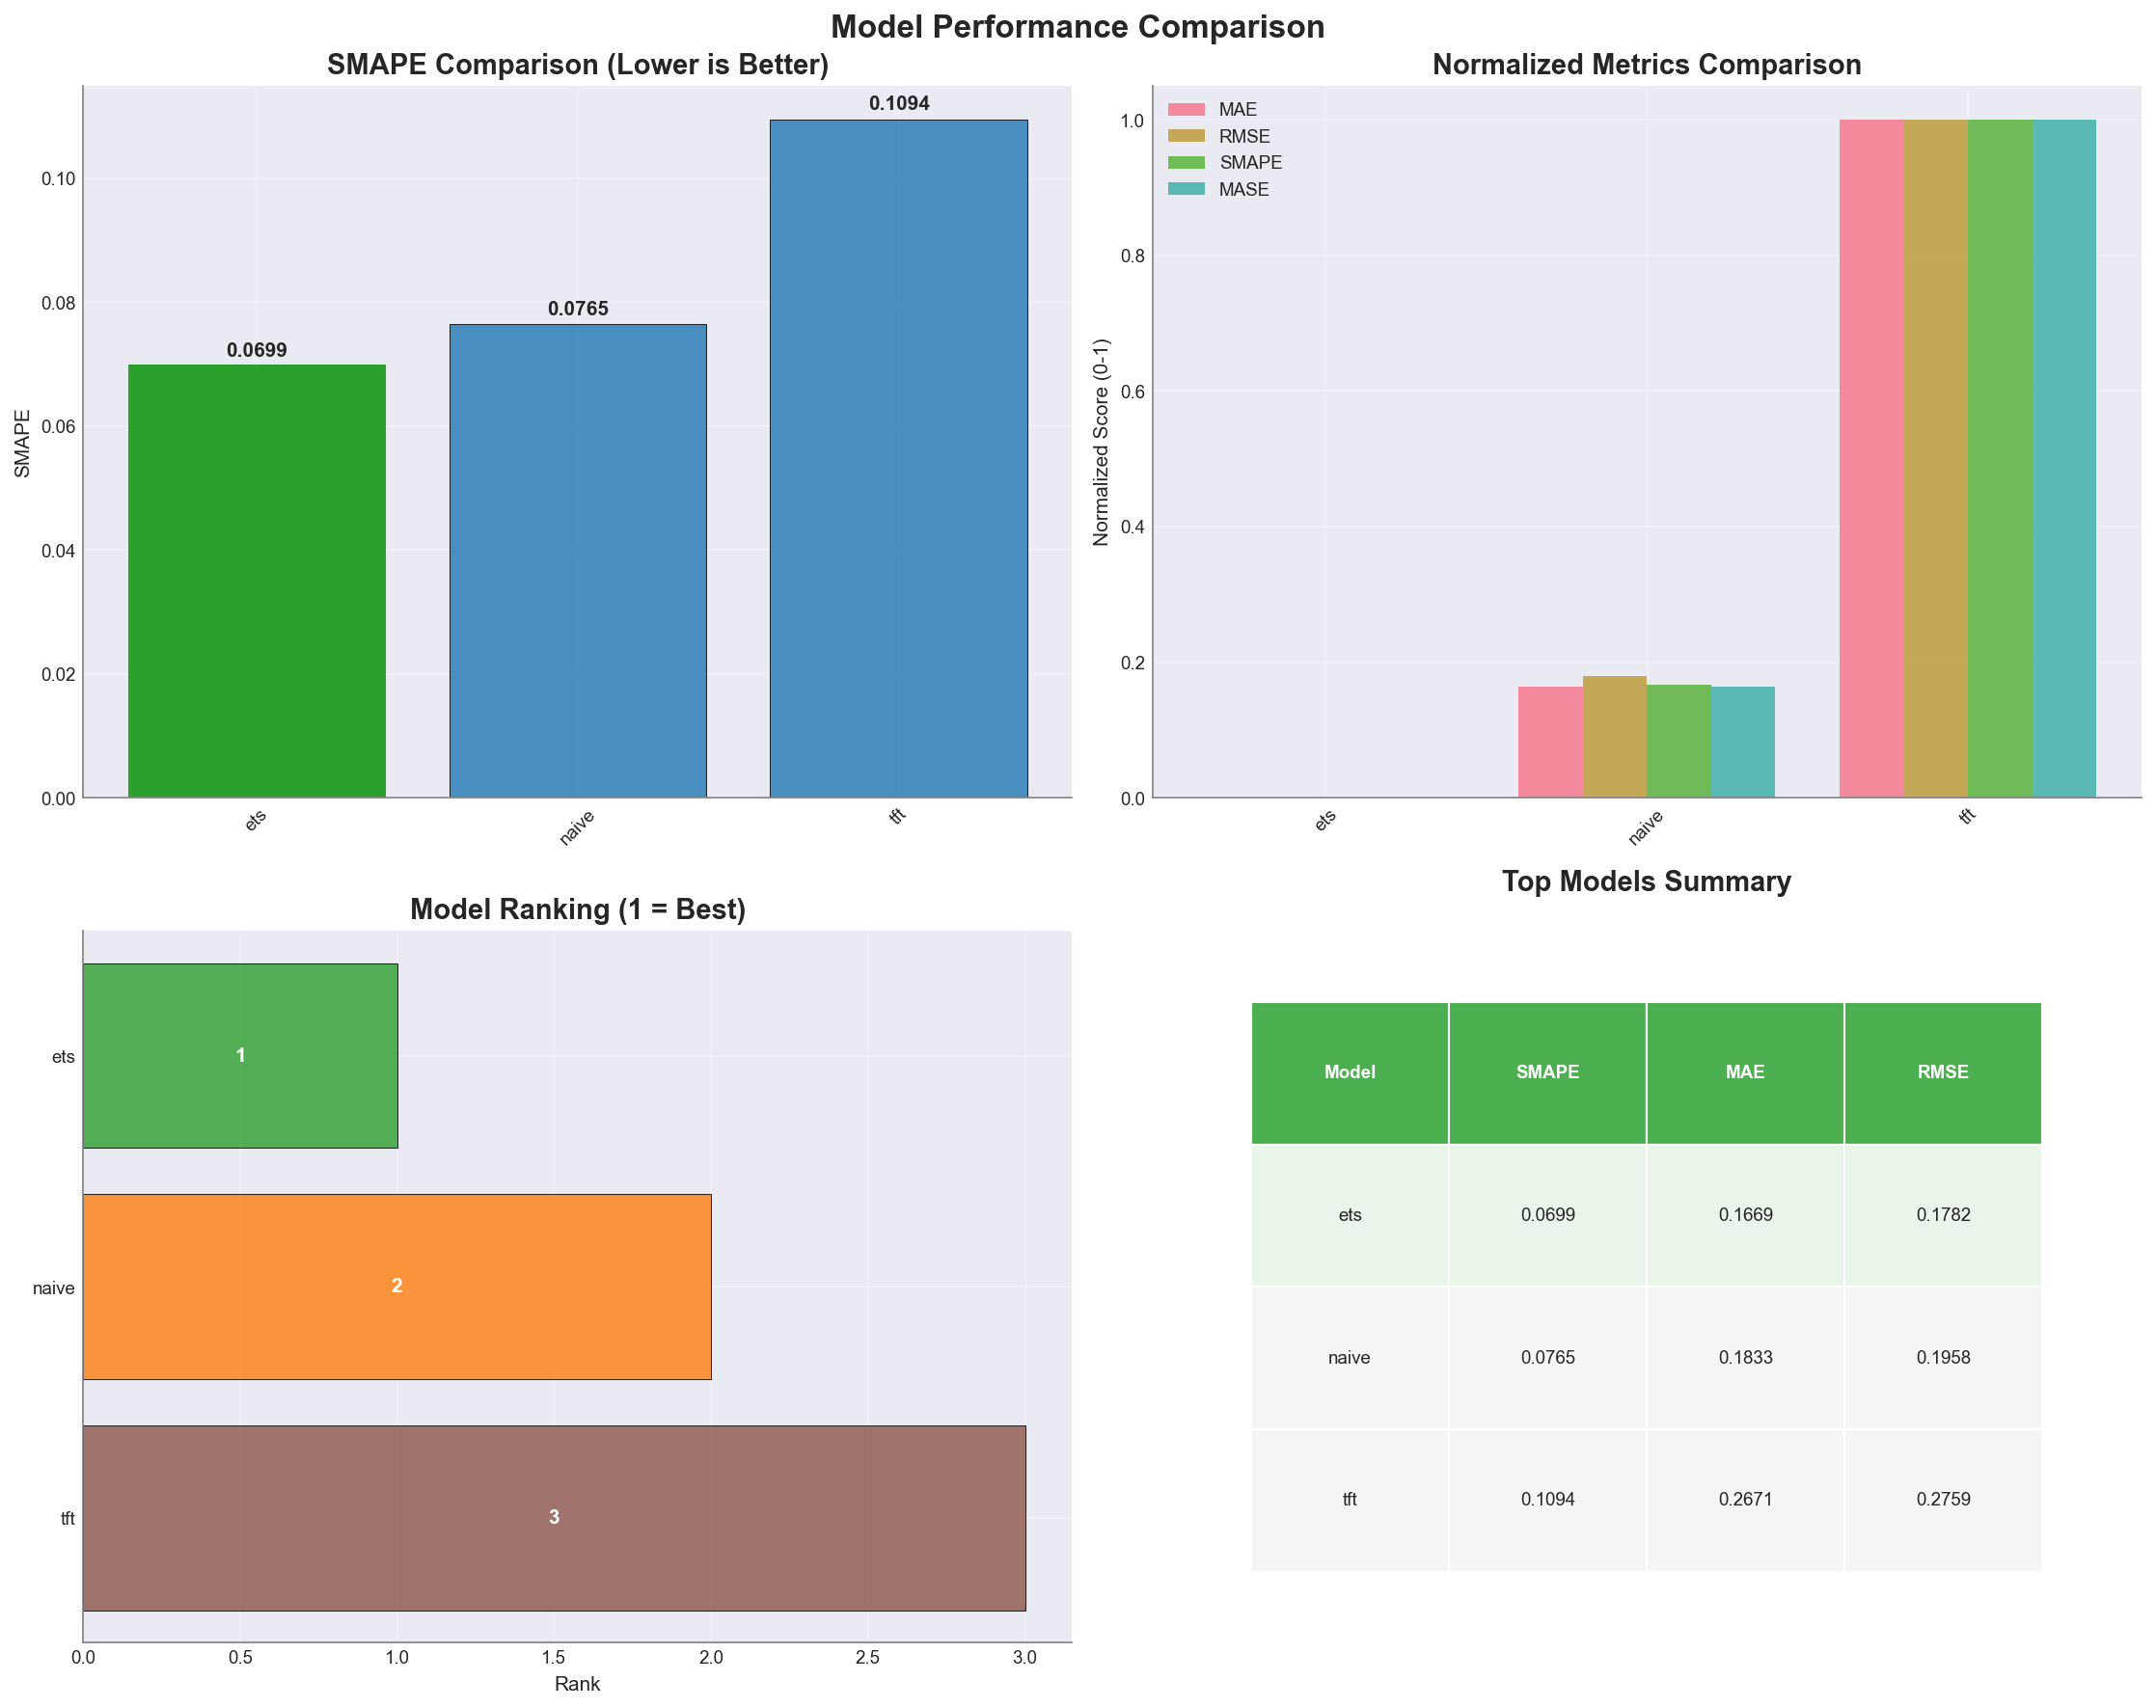 Model Performance Comparison
SMAPE Comparison (Lower is Better)
0.1094
0.10
0.08
0.0765
0.0699
0.06
SMAPE
0.04
0.02
0.00
ets
naive
tft
Normalized Metrics Comparison
MAE
RMSE
SMAPE
MASE
1.0
0.8
0.6
Normalized Score (0-1)
0.4
0.2
0.0
ets
naive
tft
Model Ranking (1 = Best)
ets
1
naive
2
tft
3
0.0 0.5 1.0 1.5 2.0 2.5 3.0
Rank
Top Models Summary
Model SMAPE MAE RMSE
ets 0.0699 0.1669 0.1782
naive 0.0765 0.1833 0.1958
tft 0.1094 0.2671 0.2759